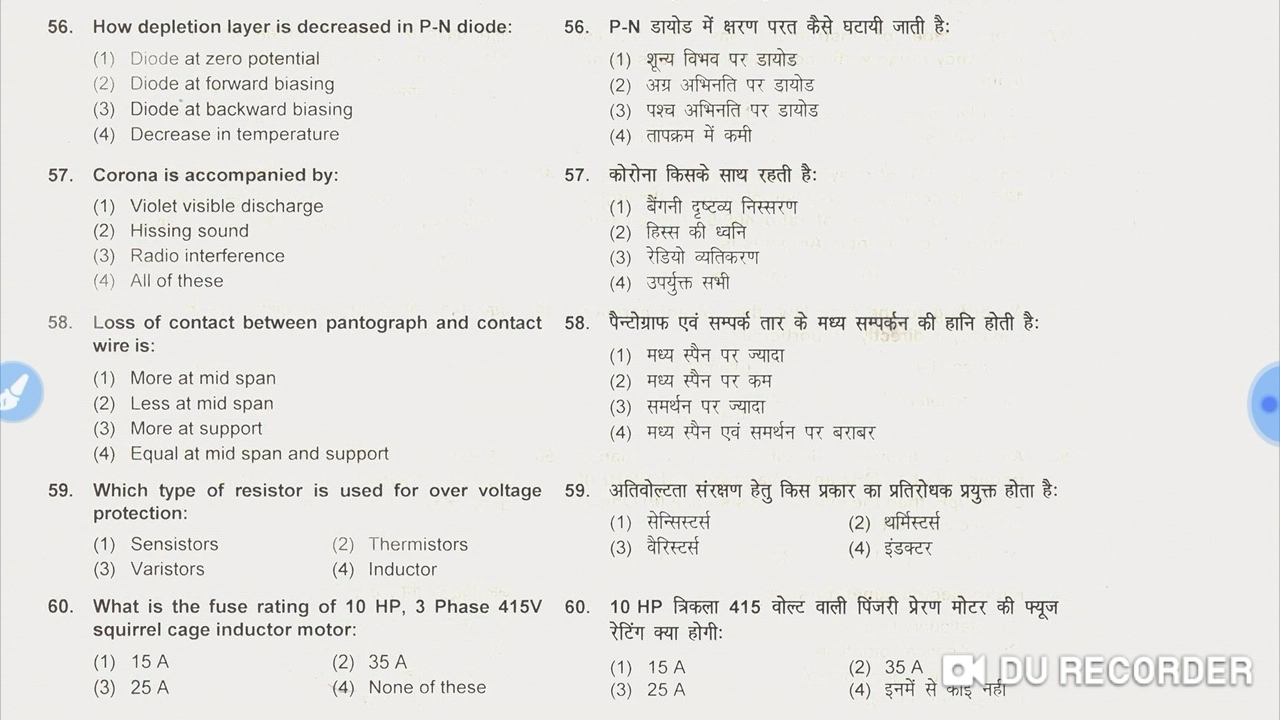 56. How depletion layer is decreased in P-N diode:
(1) Diode at zero potential
(2) Diode at forward biasing
(3) Diode at backward biasing
(4) Decrease in temperature
57. Corona is accompanied by:
(1) Violet visible discharge
(2) Hissing sound
(3) Radio interference
(4) All of these
58. Loss of contact between pantograph and contact
wire is:
(1) More at mid span
(2) Less at mid span
(3) More at support
(4) Equal at mid span and support
59. Which type of resistor is used for over voltage
protection:
(1) Sensistors (2) Thermistors
(3) Varistors (4) Inductor
60. What is the fuse rating of 10 HP, 3 Phase 415V
squirrel cage inductor motor:
(1) 15 A (2) 35 A
(3) 25 A (4) None of these
56. P-N डायोड में क्षरण परत कैसे घटायी जाती है:
(1) शून्य विभव पर डायोड
(2) अग्र अभिनति पर डायोड
(3) पश्च अभिनति पर डायोड
(4) तापक्रम में कमी
57. कोरोना किसके साथ रहती है:
(1) बैंगनी दृष्टव्य निस्सरण
(2) हिस्स की ध्वनि
(3) रेडियो व्यतिकरण
(4) उपर्युक्त सभी
58. पैन्टोग्राफ एवं सम्पर्क तार के मध्य सम्पर्कन की हानि होती है:
(1) मध्य स्पैन पर ज्यादा
(2) मध्य स्पैन पर कम
(3) समर्थन पर ज्यादा
(4) मध्य स्पैन एवं समर्थन पर बराबर
59. अतिवोल्टता संरक्षण हेतु किस प्रकार का प्रतिरोधक प्रयुक्त होता है:
(1) सेन्सिस्टर्स (2) थर्मिस्टर्स
(3) वैरिस्टर्स (4) इंडक्टर
60. 10 HP त्रिकला 415 वोल्ट वाली पिंजरी प्रेरण मोटर की फ्यूज
रेटिंग क्या होगी:
(1) 15 A (2) 35 A
(3) 25 A (4) इनमें से कोई नहीं
DU RECORDER